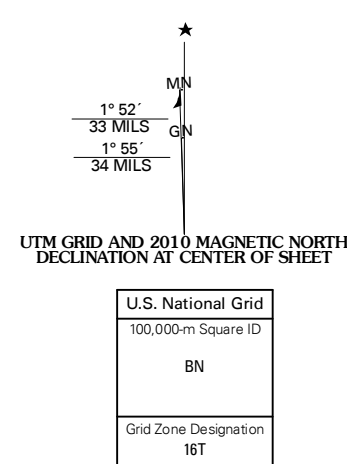 ★
MN
1° 52´
33 MILS
GN
1° 55´
34 MILS
UTM GRID AND 2010 MAGNETIC NORTH
DECLINATION AT CENTER OF SHEET
U.S. National Grid
100,000-m Square ID
BN
Grid Zone Designation
16T